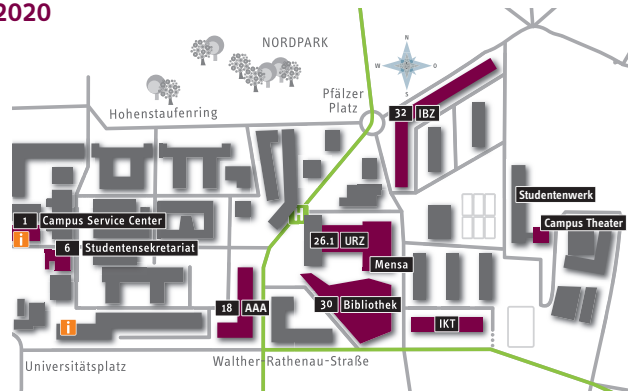 2020
NORDPARK
N
W
O
S
Pfälzer
Platz
Hohenstaufenring
32 IBZ
Studentenwerk
1 Campus Service Center
Campus Theater
H
26.1 URZ
i
6 Studentensekretariat
Mensa
18 AAA
30 Bibliothek
IKT
i
Universitätsplatz
Walther-Rathenau-Straße